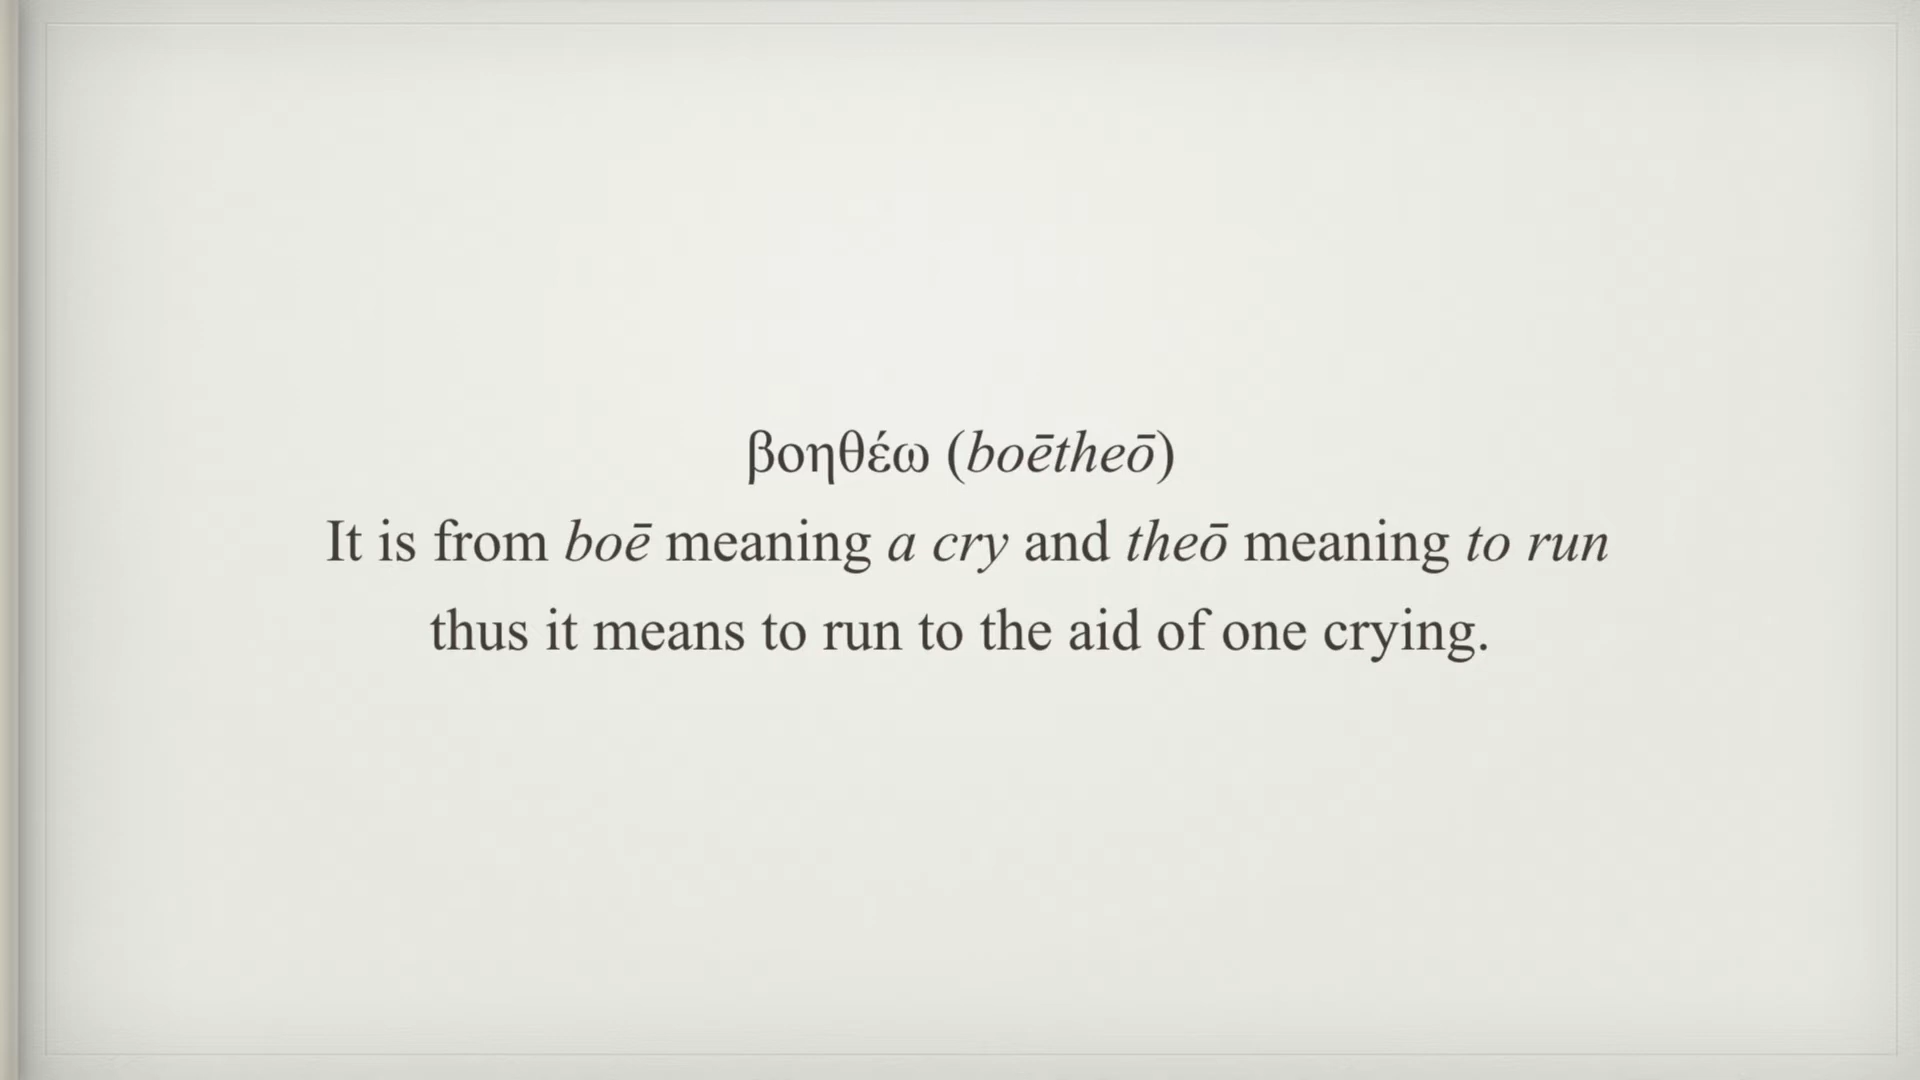 βοηθέω (boētheō)
It is from boē meaning a cry and theō meaning to run
thus it means to run to the aid of one crying.